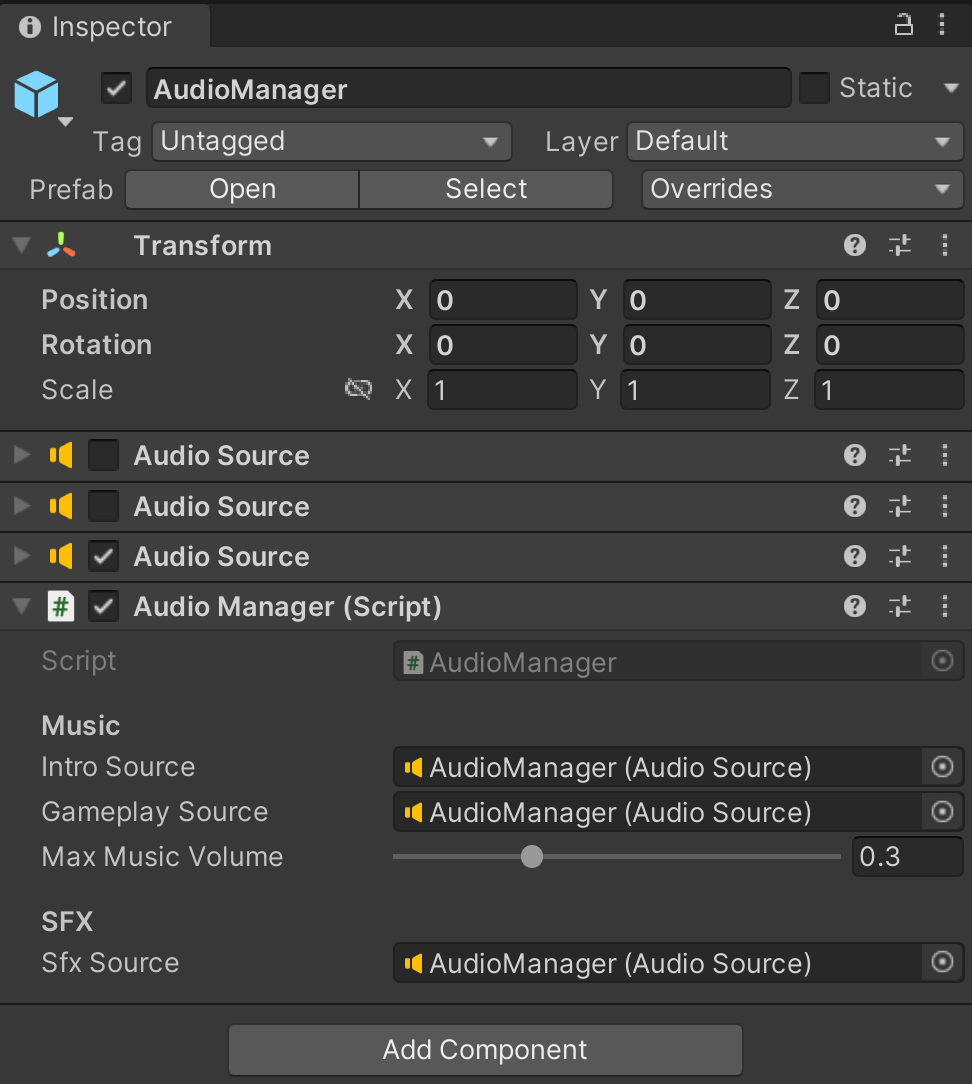 Inspector
AudioManager Static
Tag Untagged Layer Default
Prefab Open Select Overrides
Transform
Position X 0 Y 0 Z 0
Rotation X 0 Y 0 Z 0
Scale X 1 Y 1 Z 1
Audio Source
Audio Source
Audio Source
# Audio Manager (Script)
Script # AudioManager
Music
Intro Source AudioManager (Audio Source)
Gameplay Source AudioManager (Audio Source)
Max Music Volume 0.3
SFX
Sfx Source AudioManager (Audio Source)
Add Component